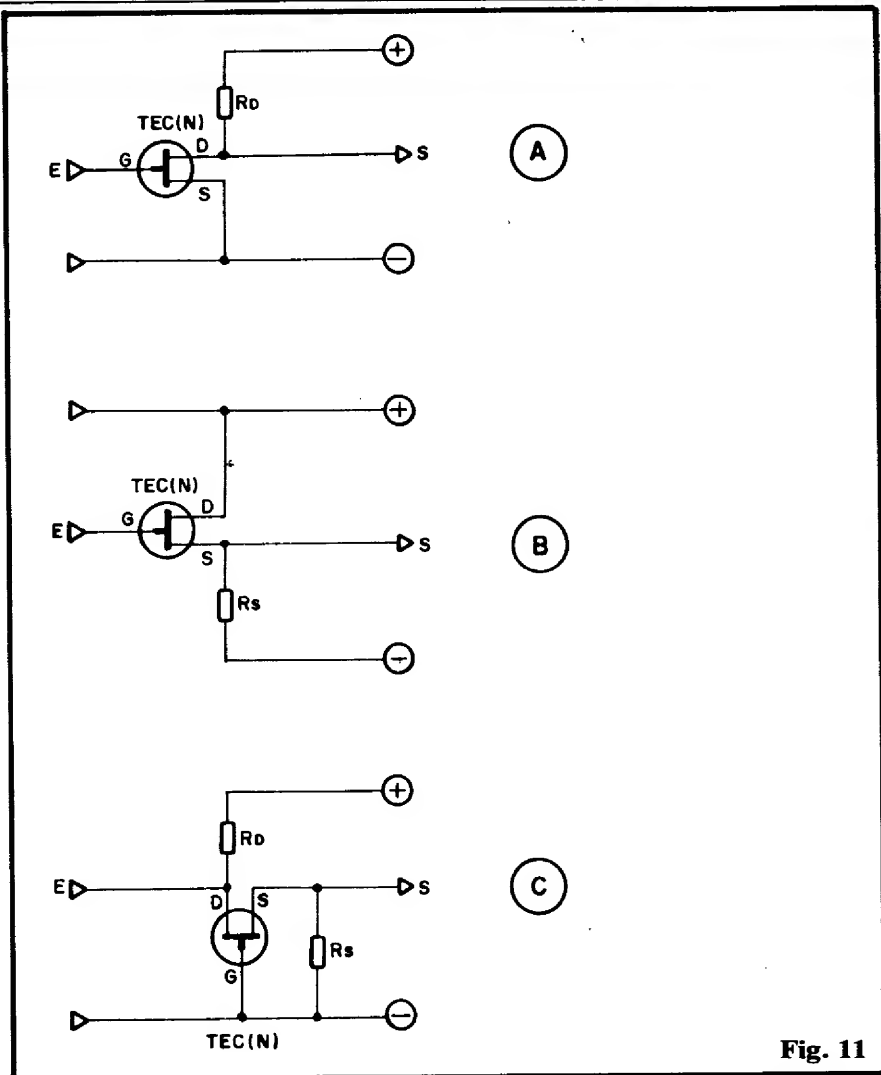 +
RD
TEC(N)
D
E
G
S
S
A
−
+
TEC(N)
D
G
E
S
S
B
Rs
−
+
RD
E
D
S
S
C
Rs
G
−
TEC(N)
Fig. 11